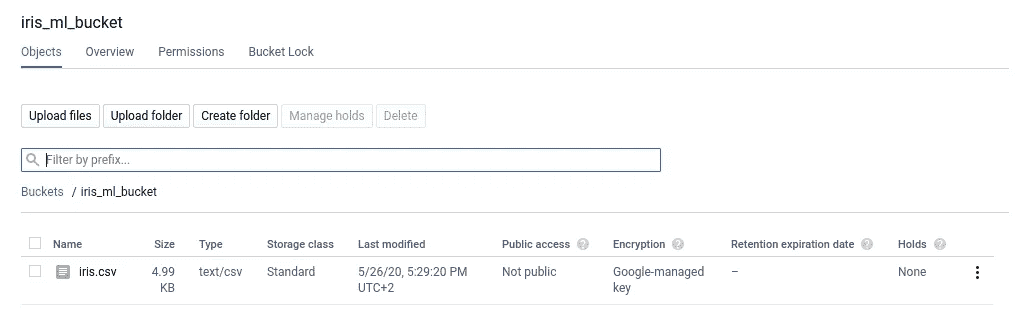 iris_ml_bucket
Objects Overview Permissions Bucket Lock
Upload files Upload folder Create folder Manage holds Delete
Filter by prefix...
Buckets / iris_ml_bucket
Name Size Type Storage class Last modified Public access ? Encryption ? Retention expiration date ? Holds ?
iris.csv 4.99 text/csv Standard 5/26/20, 5:29:20 PM Not public Google-managed – None
KB UTC+2 key